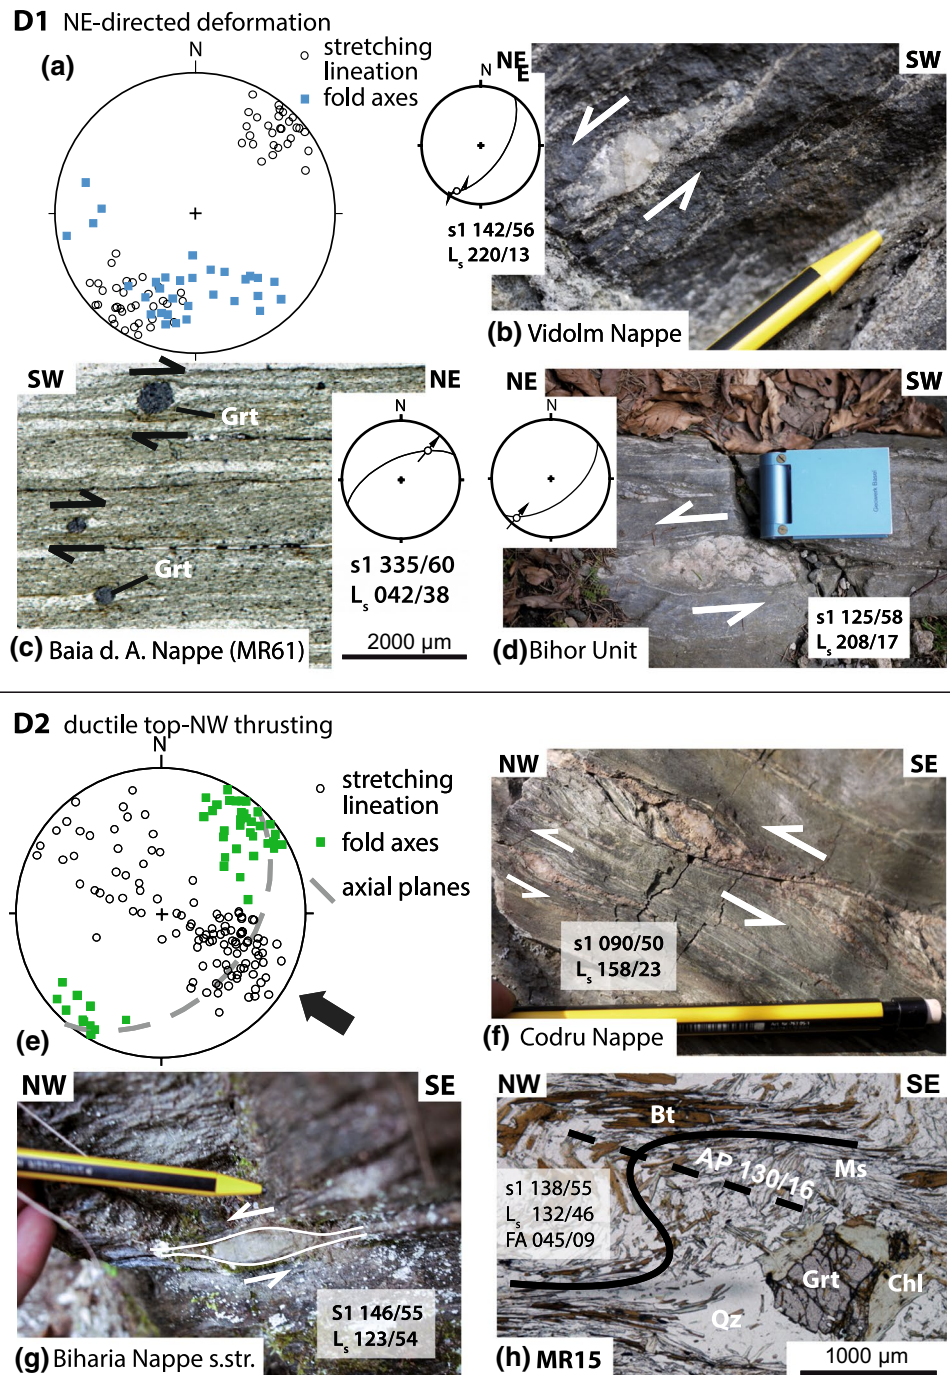 D1 NE-directed deformation
(a)
N
stretching
lineation
fold axes
N
NE
E
SW
s1 142/56
Ls 220/13
(b) Vidolm Nappe
SW
NE
Grt
Grt
N
s1 335/60
Ls 042/38
2000 µm
(c) Baia d. A. Nappe (MR61)
NE
SW
N
s1 125/58
Ls 208/17
(d) Bihor Unit
D2 ductile top-NW thrusting
N
stretching
lineation
fold axes
axial planes
(e)
NW
SE
s1 090/50
Ls 158/23
(f) Codru Nappe
NW
SE
S1 146/55
Ls 123/54
(g) Biharia Nappe s.str.
NW
SE
Bt
Ms
AP 130/16
s1 138/55
Ls 132/46
FA 045/09
Grt
Chl
Qz
(h) MR15
1000 µm